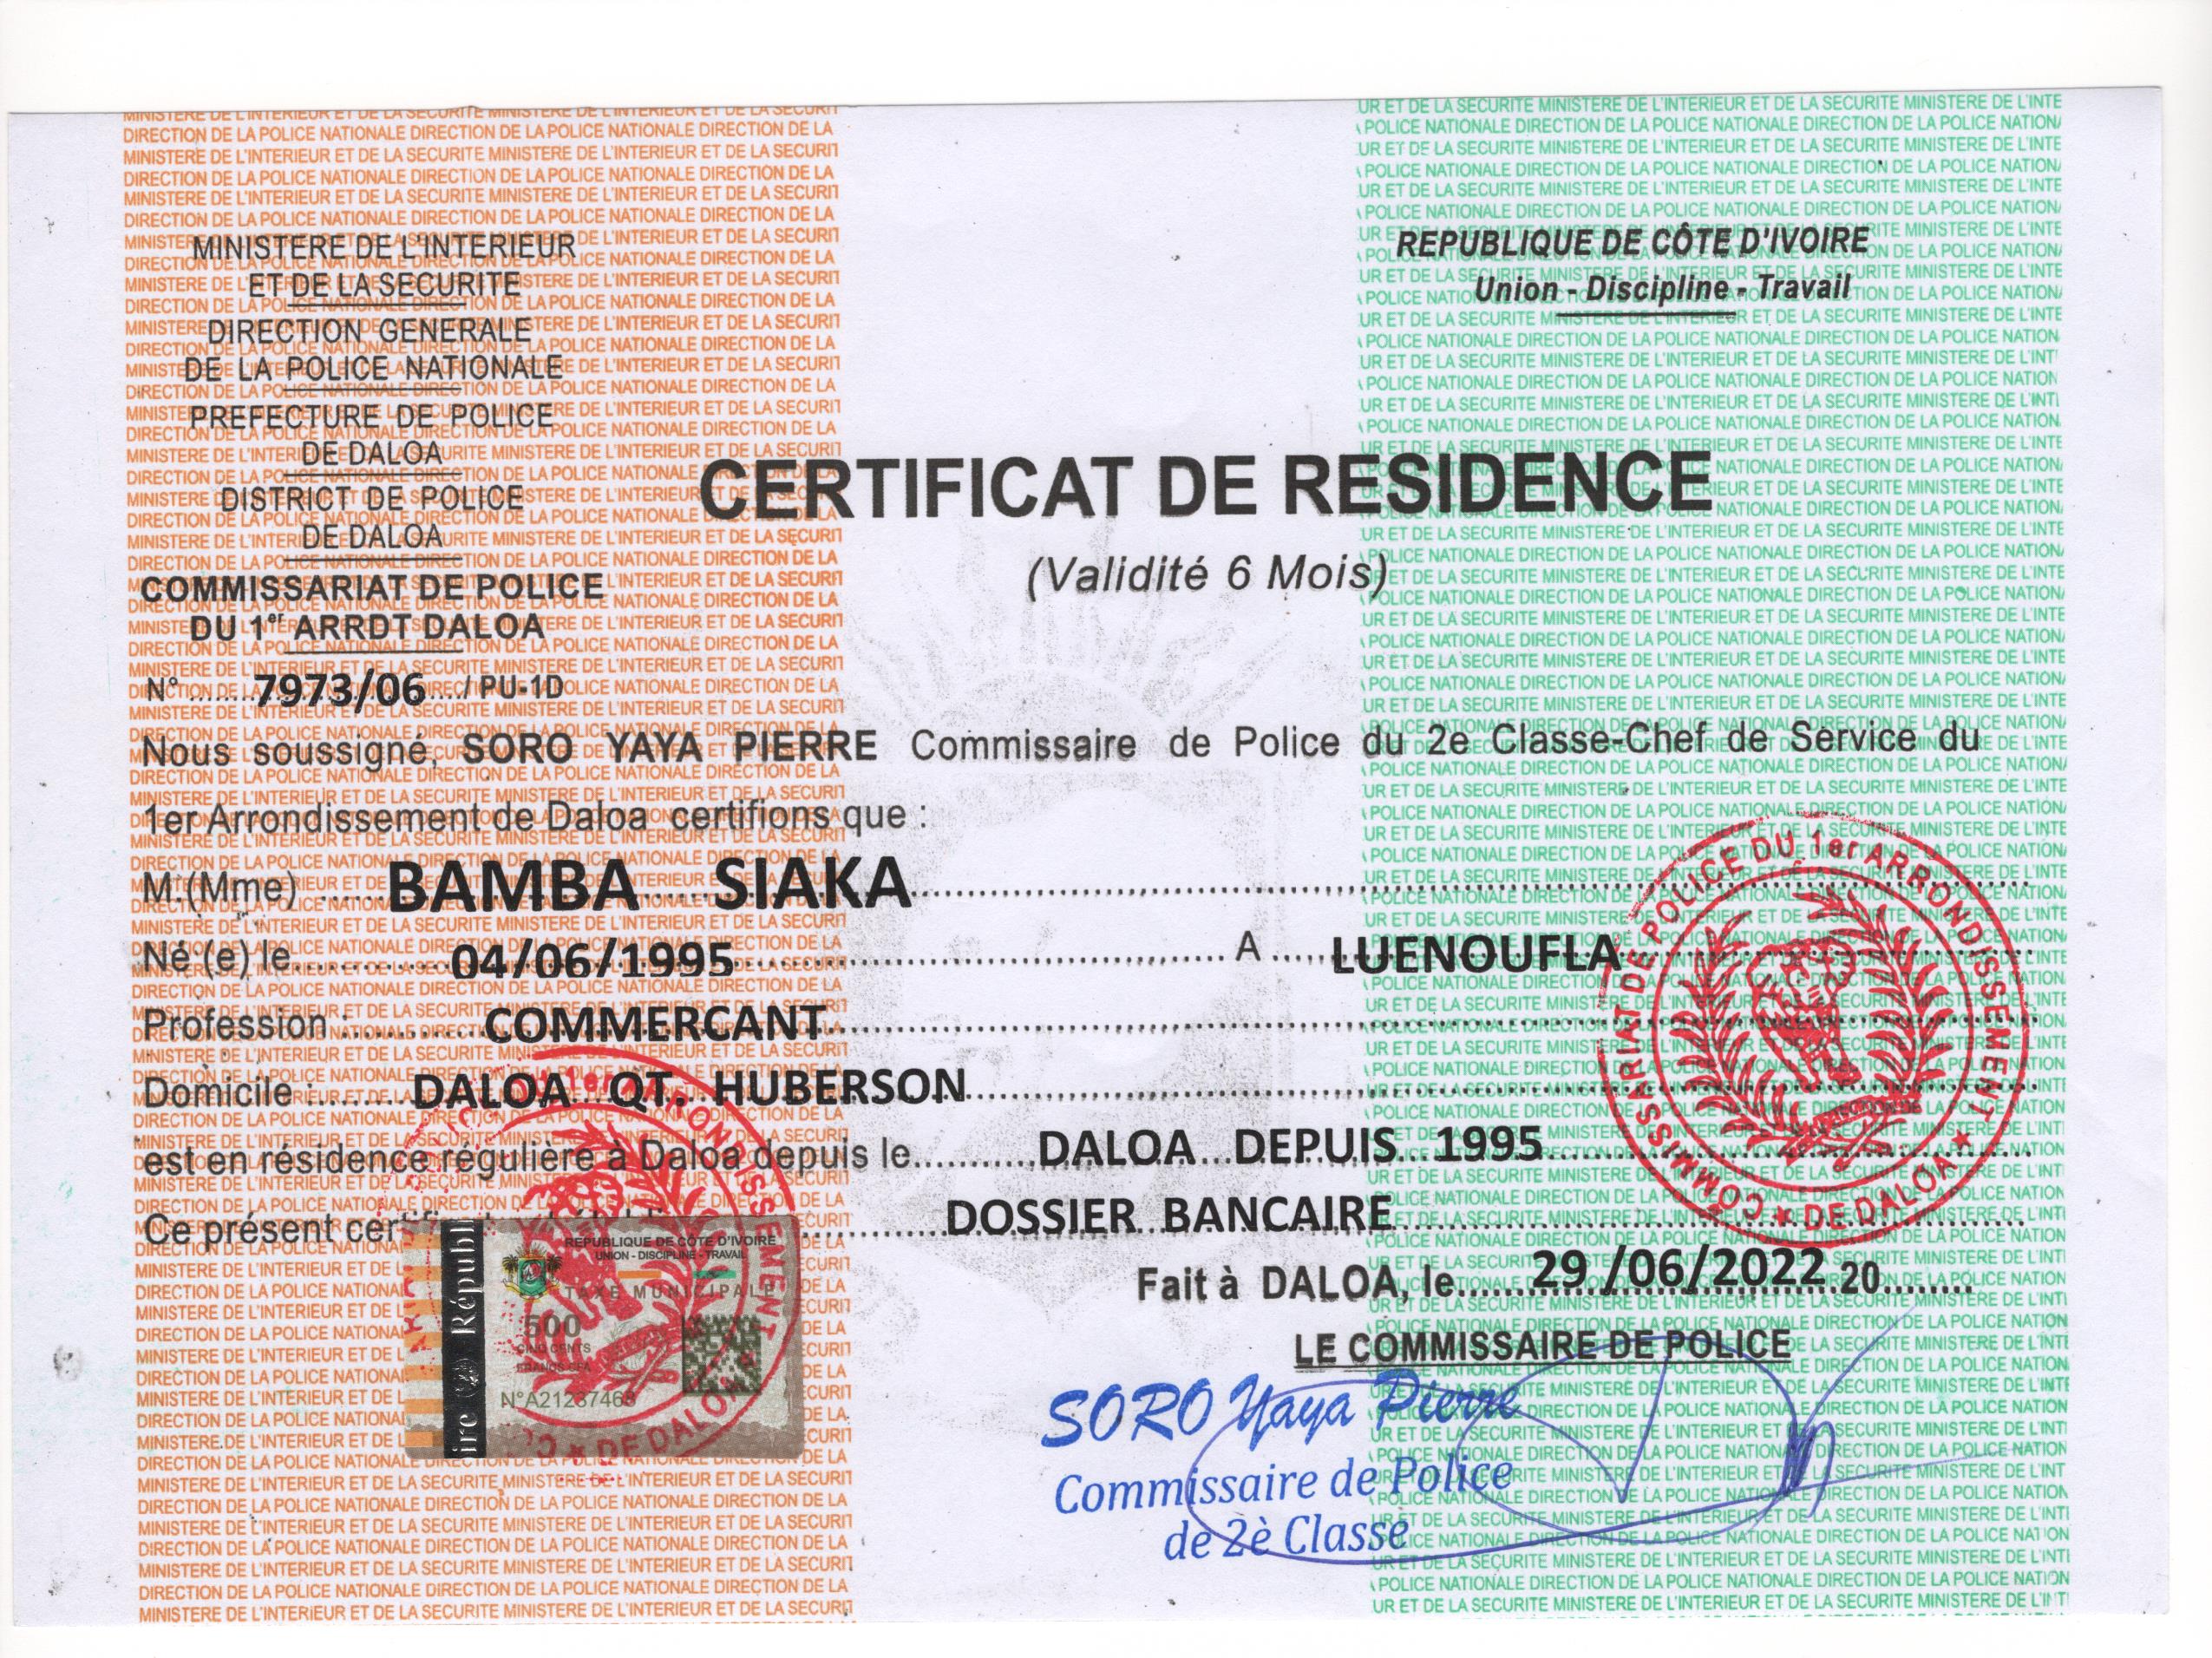 MINISTERE DE L'INTERIEUR
ET DE LA SECURITE
DIRECTION GENERALE
DE LA POLICE NATIONALE
PREFECTURE DE POLICE
DE DALOA
DISTRICT DE POLICE
DE DALOA
COMMISSARIAT DE POLICE
DU 1er ARRDT DALOA
N° ........7973/06..../ PU-1D
REPUBLIQUE DE CÔTE D'IVOIRE
Union - Discipline - Travail
CERTIFICAT DE RESIDENCE
(Validité 6 Mois)
Nous soussigné, SORO YAYA PIERRE Commissaire de Police du 2e Classe-Chef de Service du
1er Arrondissement de Daloa certifions que :
M.(Mme) ......BAMBA....SIAKA...............
Né (e) le...............04/06/1995............... A ......LUENOUFLA...............
Profession :............COMMERCANT...............
Domicile :........DALOA...QT...HUBERSON...............
est en résidence régulière à Daloa depuis le...........DALOA...DEPUIS...1995...............
Ce présent ...........DOSSIER..BANCAIRE...............
Fait à DALOA, le........29 /06/2022.20........
LE COMMISSAIRE DE POLICE
SORO Yaya Pierre
Commissaire de Police
de 2è Classe
COMMISSARIAT DE POLICE DU 1er ARRONDISSEMENT
★ DE DALOA ★
REPUBLIQUE DE CÔTE D'IVOIRE
UNION - DISCIPLINE - TRAVAIL
TAXE MUNICIPALE
500
CINQ CENTS
FRANCS CFA
N°A21237468